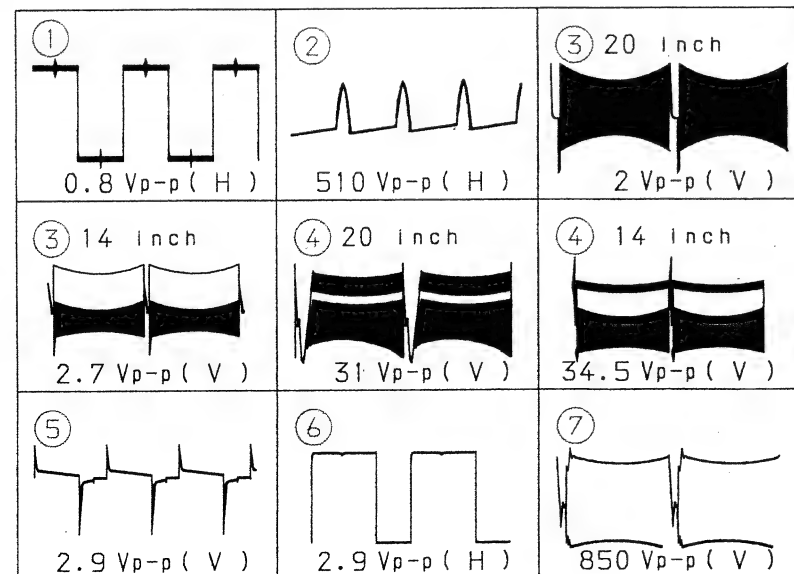 ①
0.8 Vp-p ( H )
②
510 Vp-p ( H )
③ 20 inch
2 Vp-p ( V )
③ 14 inch
2.7 Vp-p ( V )
④ 20 inch
31 Vp-p ( V )
④ 14 inch
34.5 Vp-p ( V )
⑤
2.9 Vp-p ( V )
⑥
2.9 Vp-p ( H )
⑦
850 Vp-p ( V )